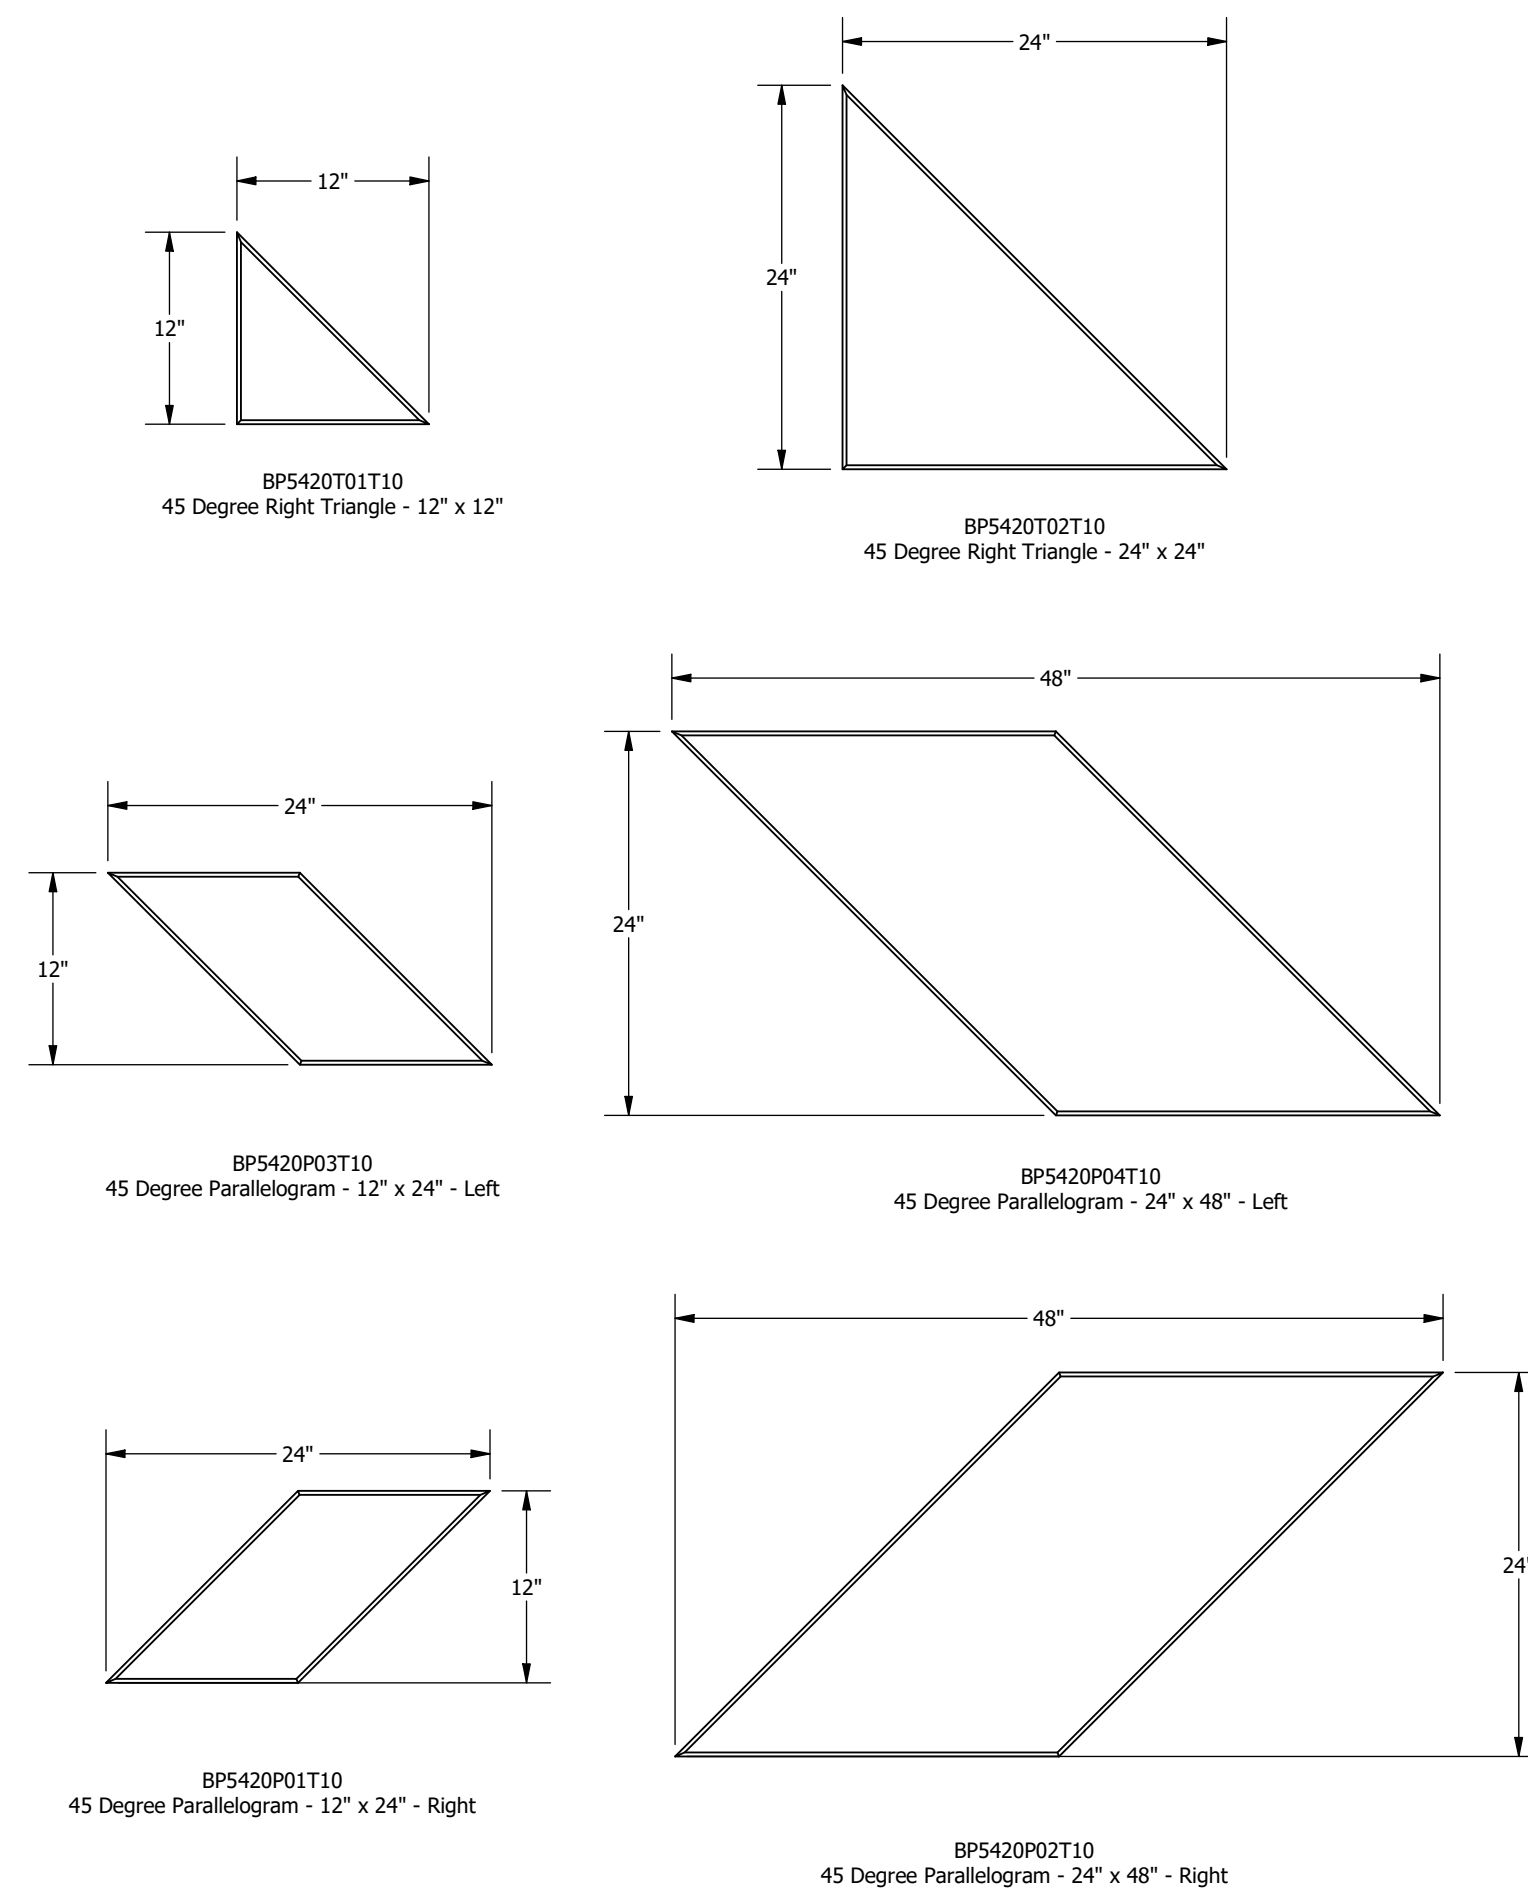 24"
12"
24"
12"
BP5420T01T10
45 Degree Right Triangle - 12" x 12"
BP5420T02T10
45 Degree Right Triangle - 24" x 24"
48"
24"
24"
12"
BP5420P03T10
45 Degree Parallelogram - 12" x 24" - Left
BP5420P04T10
45 Degree Parallelogram - 24" x 48" - Left
48"
24"
24"
12"
BP5420P01T10
45 Degree Parallelogram - 12" x 24" - Right
BP5420P02T10
45 Degree Parallelogram - 24" x 48" - Right